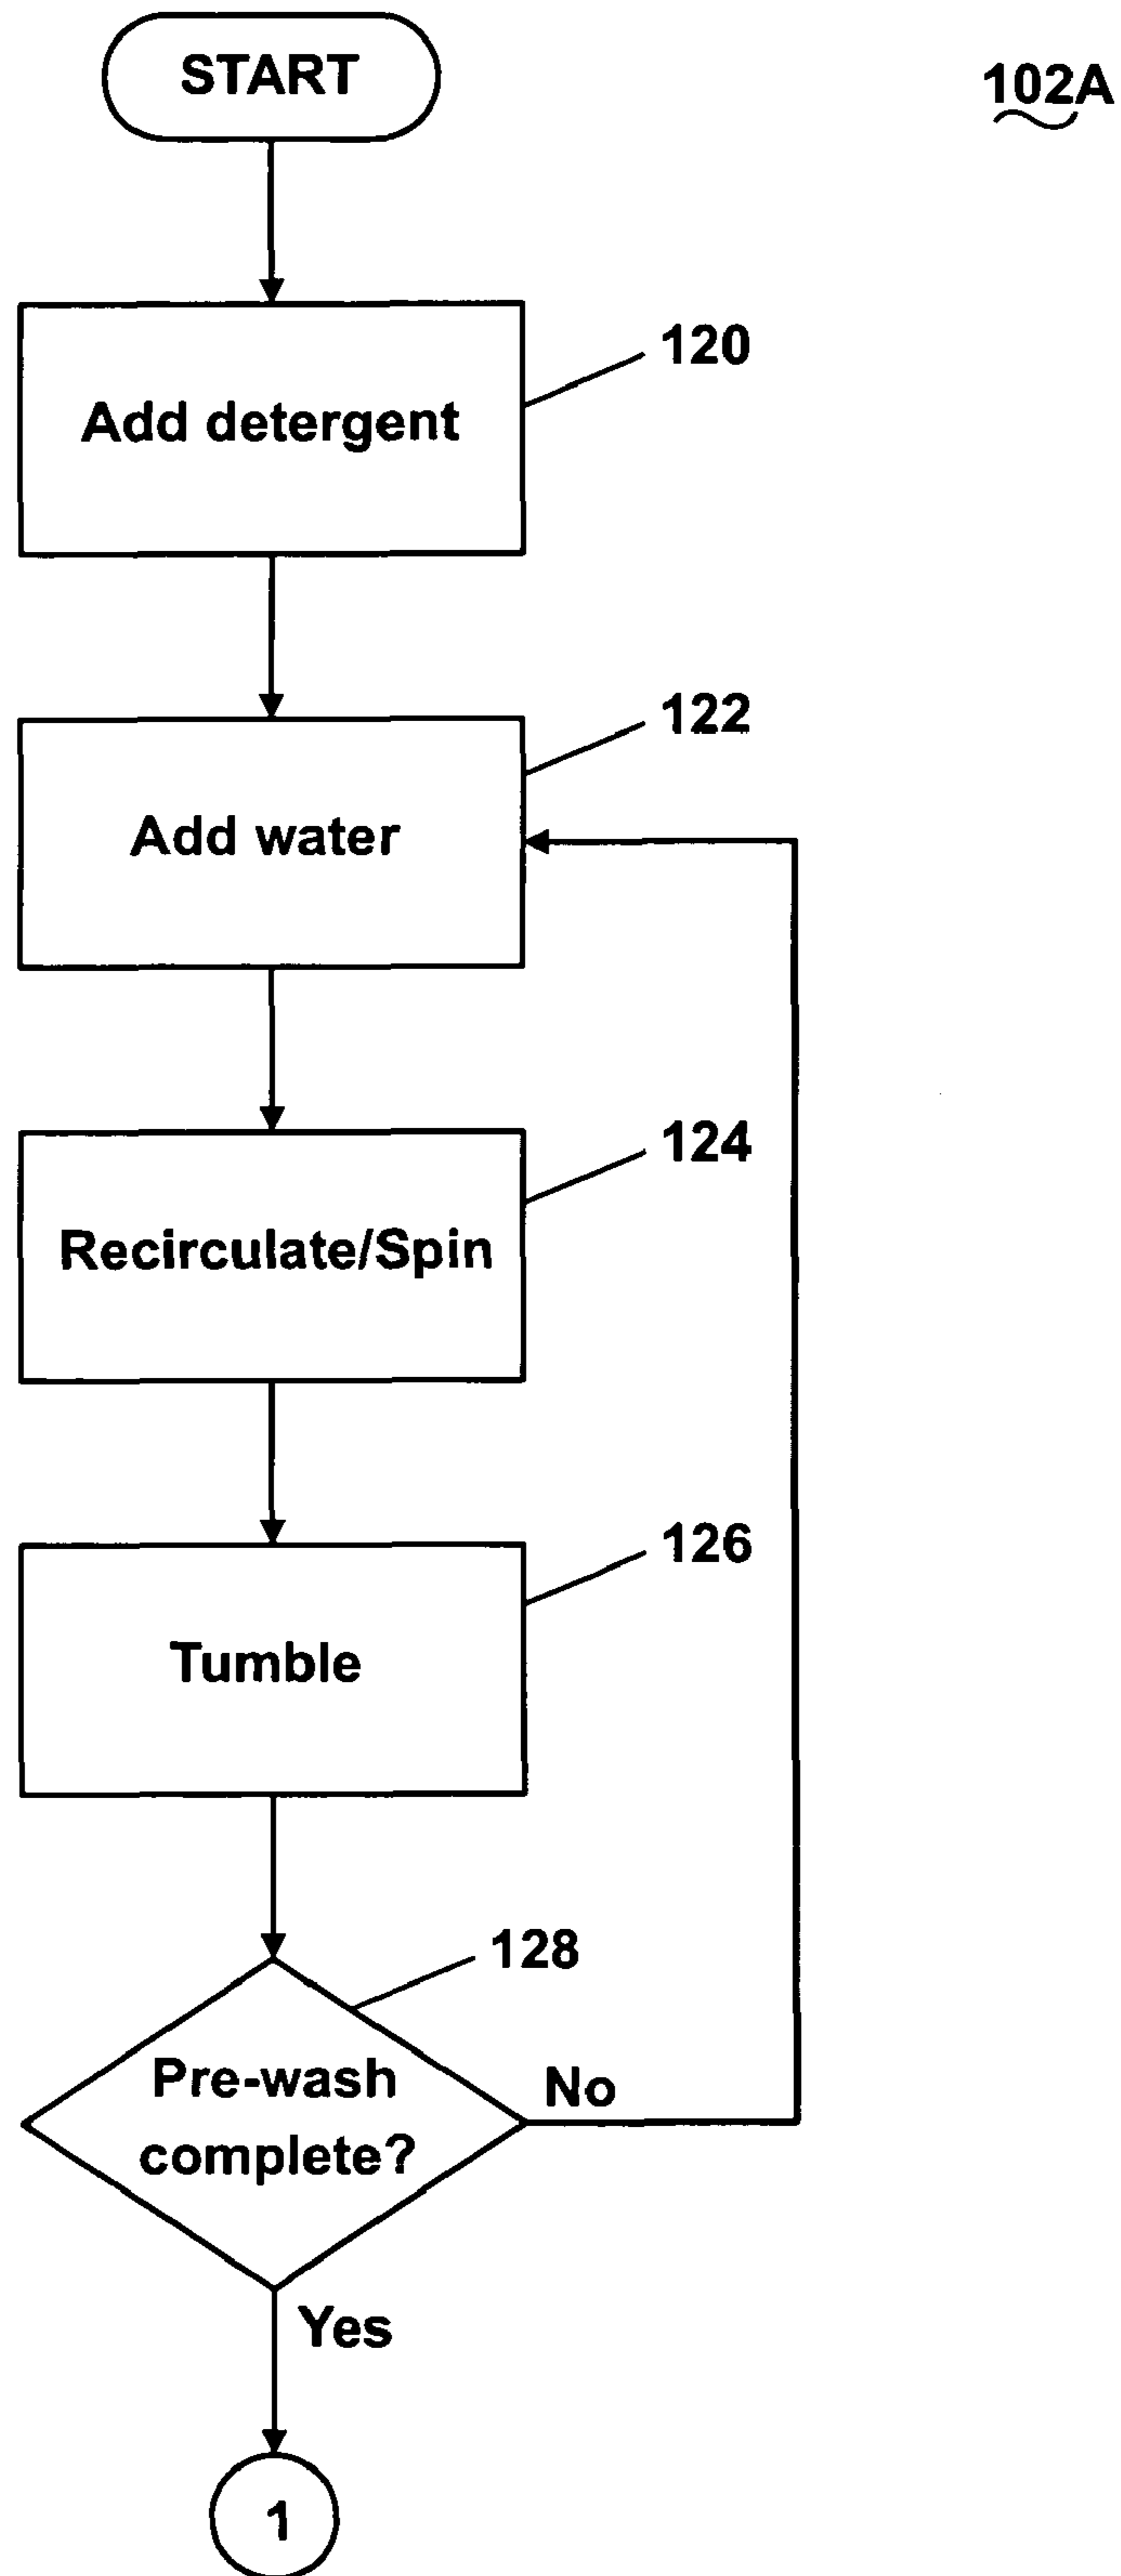 START
102A
Add detergent
120
Add water
122
Recirculate/Spin
124
Tumble
126
Pre-wash
complete?
128
No
Yes
1